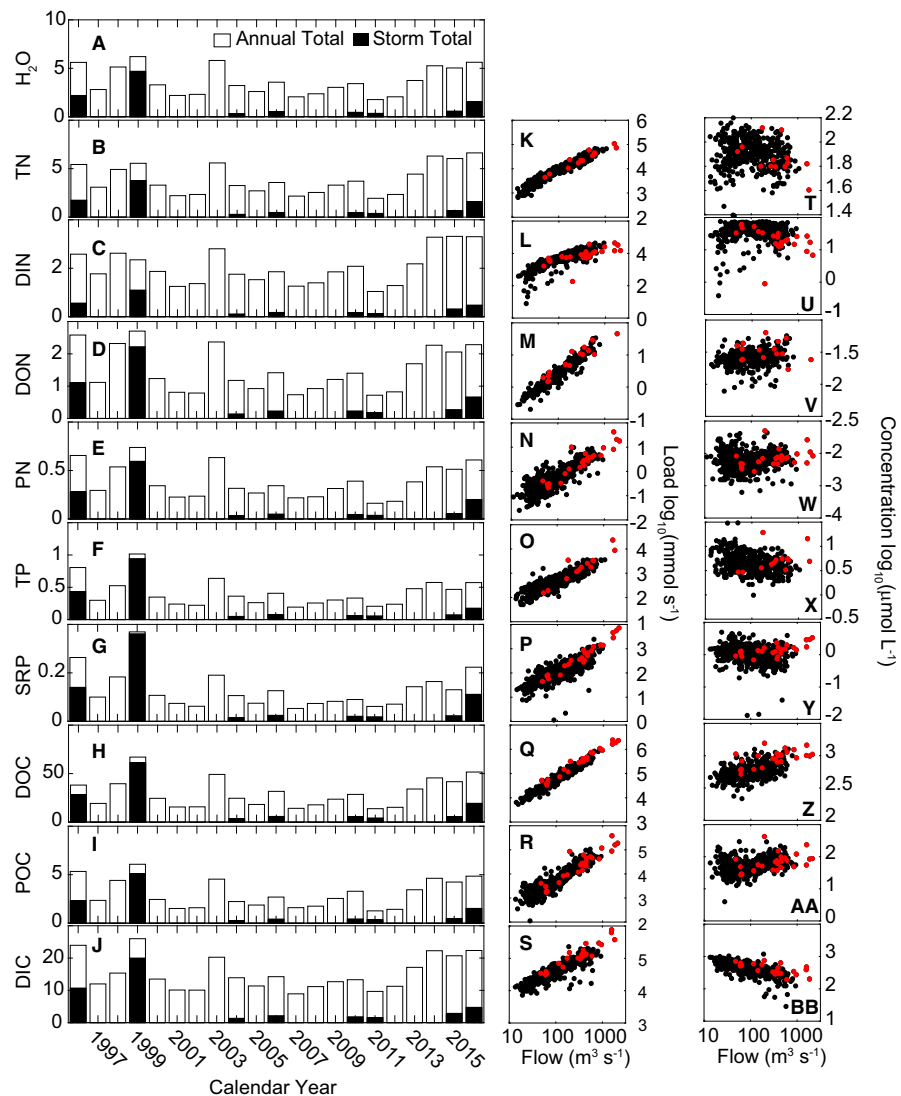 A
Annual Total
Storm Total
H2O
10
5
0
B
TN
5
0
C
DIN
2
0
D
DON
2
1
0
E
PN
0.5
0
F
TP
1
0.5
0
G
SRP
0.2
0
H
DOC
50
0
I
POC
5
0
J
DIC
20
10
0
1997
1999
2001
2003
2005
2007
2009
2011
2013
2015
Calendar Year
K
6
5
4
3
2
L
4
2
0
M
1
0
-1
N
1
0
-1
-2
O
4
3
2
1
P
3
2
1
0
Q
6
5
4
3
R
5
4
3
2
S
6
5
4
3
10
100
1000
Flow (m3 s-1)
Load log10(mmol s-1)
T
2.2
2
1.8
1.6
1.4
U
1
0
-1
V
-1.5
-2
-2.5
W
-2
-3
-4
X
1
0.5
0
-0.5
Y
0
-1
-2
Z
3
2.5
2
AA
2
1
0
BB
3
2
1
10
100
1000
Flow (m3 s-1)
Concentration log10(µmol L-1)